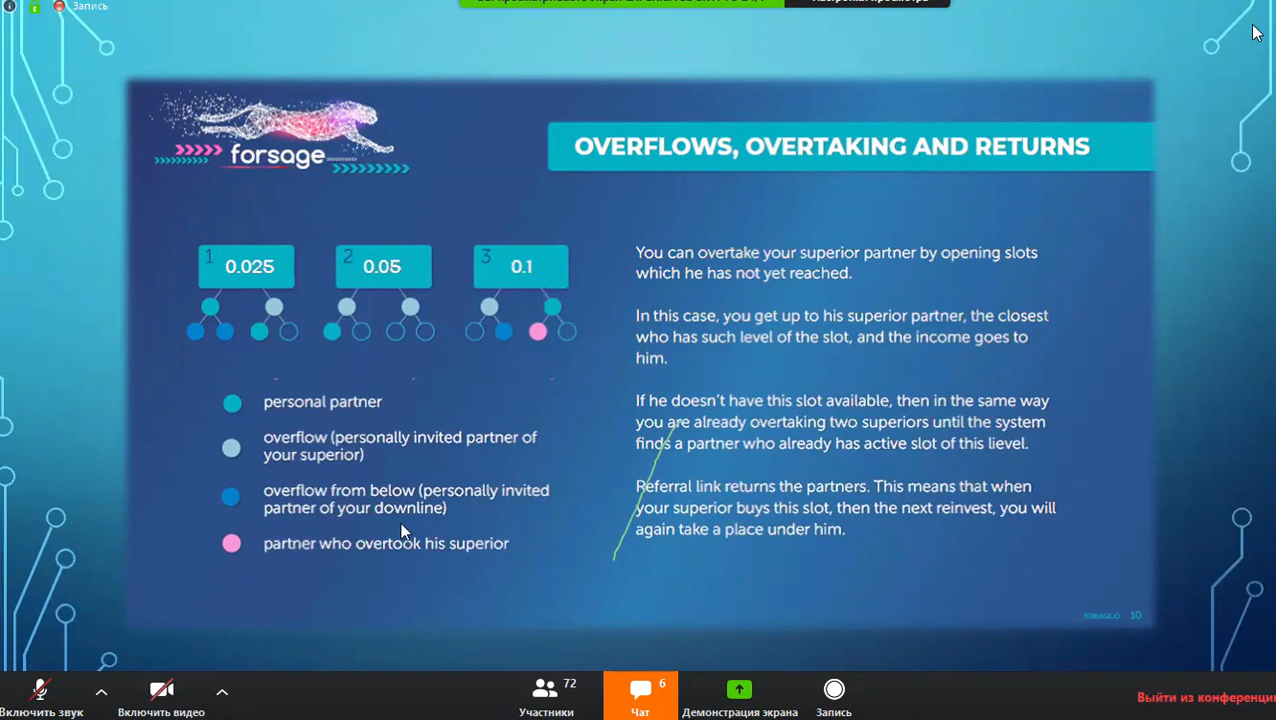 Запись
forsage
OVERFLOWS, OVERTAKING AND RETURNS
1 0.025
2 0.05
3 0.1
personal partner
overflow (personally invited partner of
your superior)
overflow from below (personally invited
partner of your downline)
partner who overtook his superior
You can overtake your superior partner by opening slots
which he has not yet reached.
In this case, you get up to his superior partner, the closest
who has such level of the slot, and the income goes to
him.
If he doesn't have this slot available, then in the same way
you are already overtaking two superiors until the system
finds a partner who already has active slot of this lievel.
Referral link returns the partners. This means that when
your superior buys this slot, then the next reinvest, you will
again take a place under him.
FORSAGE.IO 10
Включить звук
Включить видео
72
Участники
6
Чат
Демонстрация экрана
Запись
Выйти из конференции